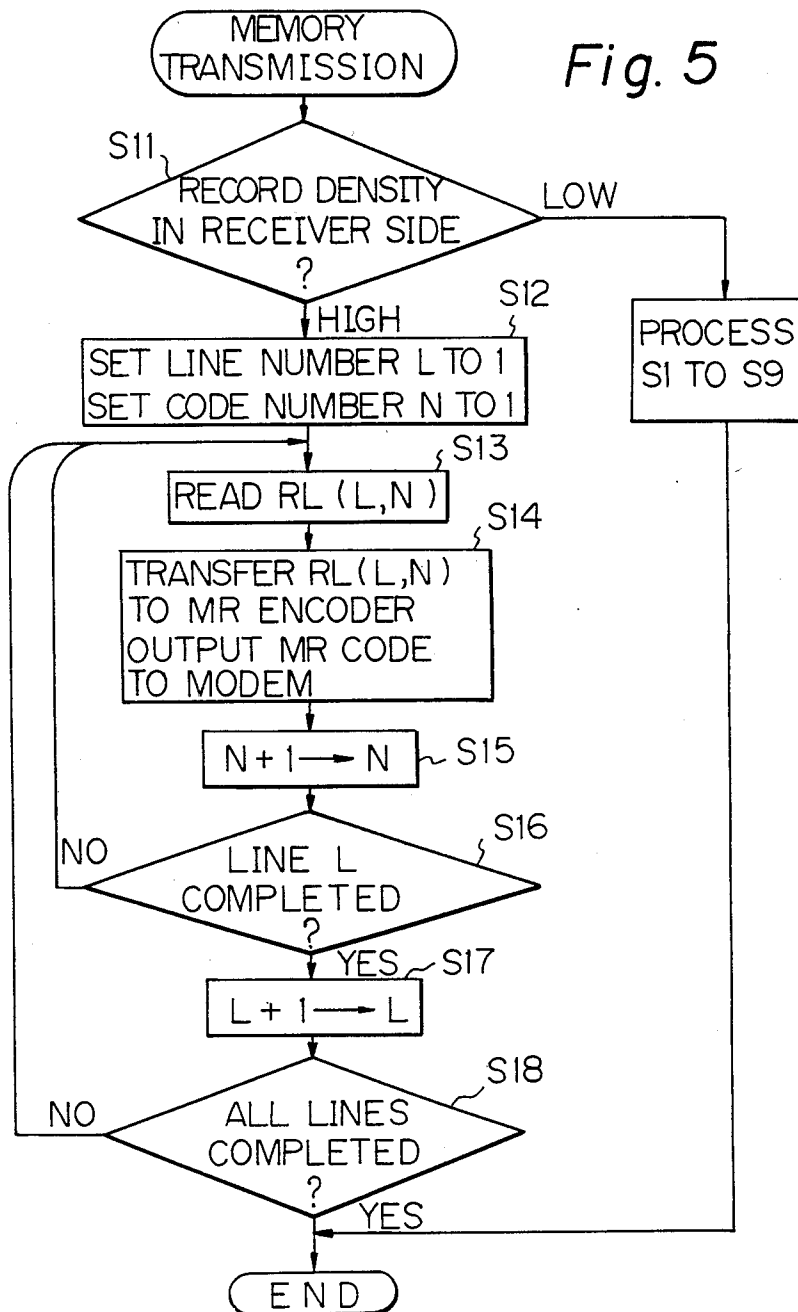 MEMORY
TRANSMISSION
Fig. 5
S11
RECORD DENSITY
IN RECEIVER SIDE
?
LOW
HIGH
S12
SET LINE NUMBER L TO 1
SET CODE NUMBER N TO 1
PROCESS
S1 TO S9
S13
READ RL (L,N)
S14
TRANSFER RL(L,N)
TO MR ENCODER
OUTPUT MR CODE
TO MODEM
N + 1 → N
S15
S16
NO
LINE L
COMPLETED
?
YES
S17
L + 1 → L
S18
NO
ALL LINES
COMPLETED
?
YES
END